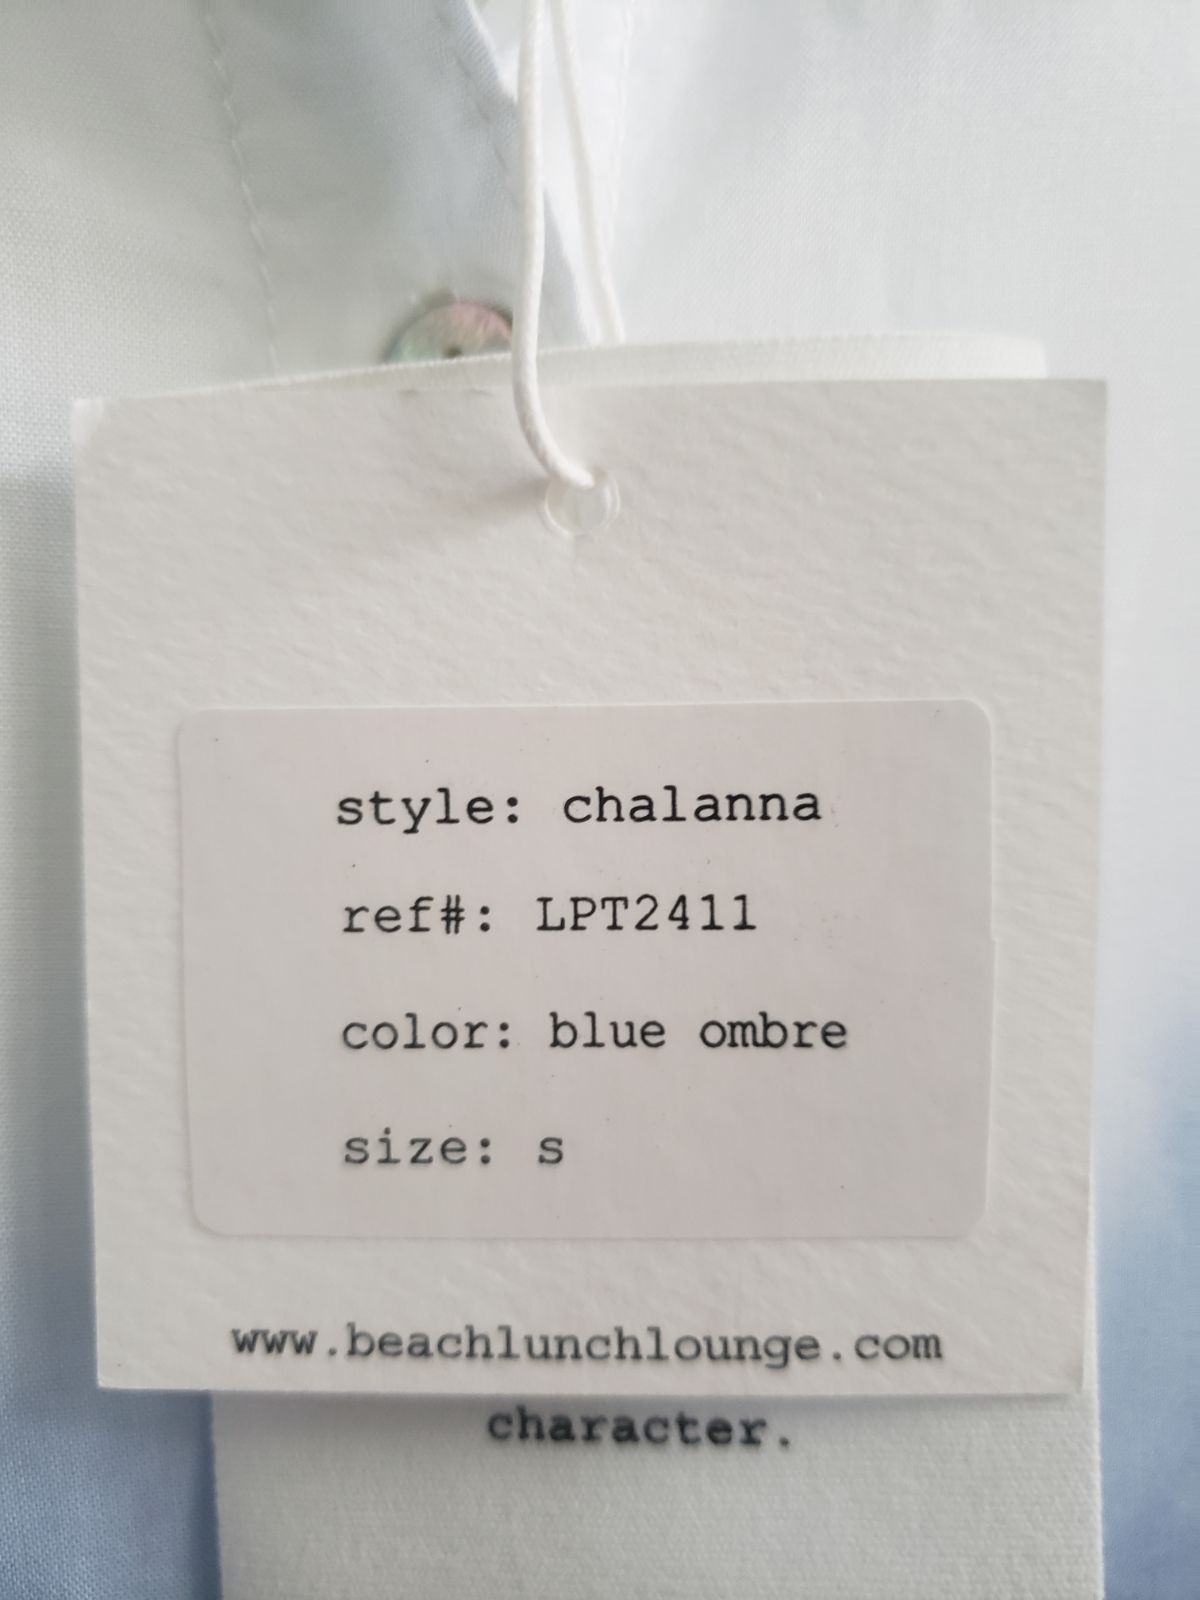 style: chalanna
ref#: LPT2411
color: blue ombre
size: s
www.beachlunchlounge.com
character.